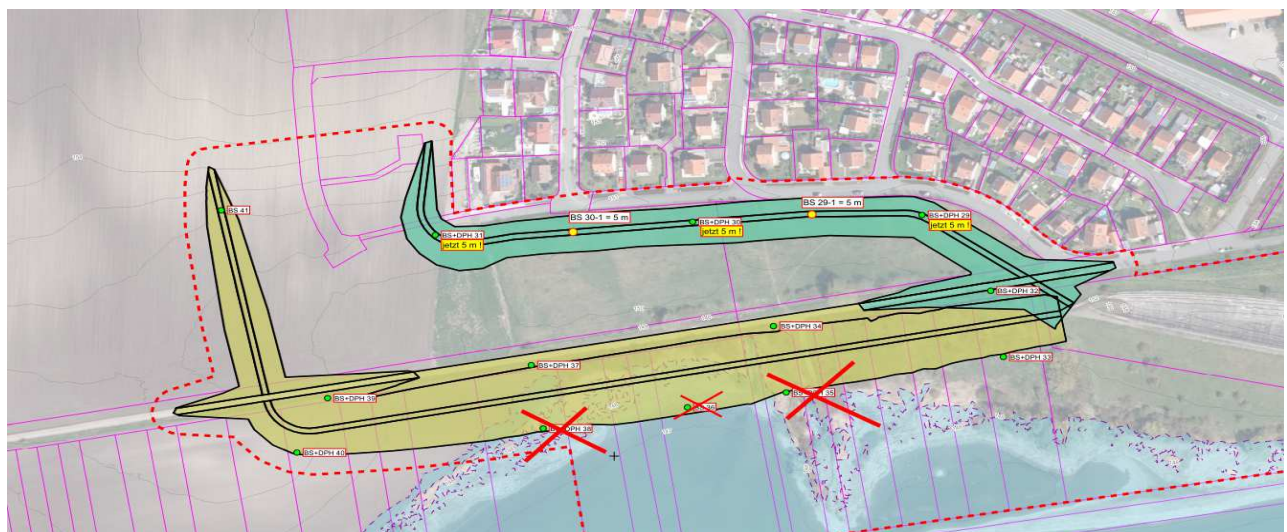 BS 41
BS+DPH 31
jetzt 5 m !
BS 30-1 = 5 m
BS+DPH 30
jetzt 5 m !
BS 29-1 = 5 m
BS+DPH 29
jetzt 5 m !
BS+DPH 32
BS+DPH 34
BS+DPH 33
BS+DPH 37
BS+DPH 39
BS 36
BS+DPH 38
BS+DPH 40